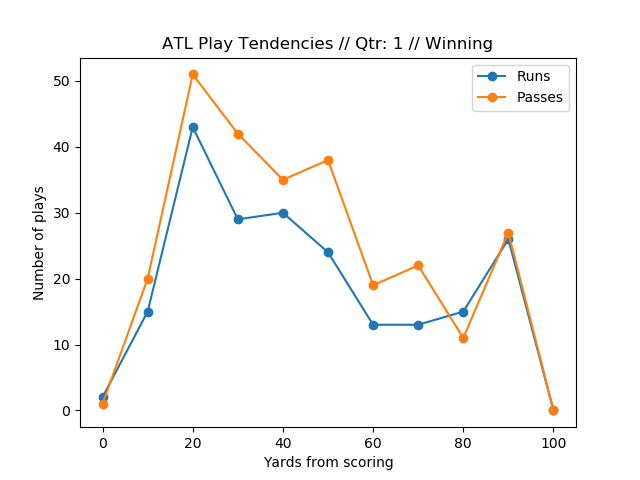 ATL Play Tendencies // Qtr: 1 // Winning
Runs
Passes
Number of plays
50
40
30
20
10
0
0 20 40 60 80 100
Yards from scoring